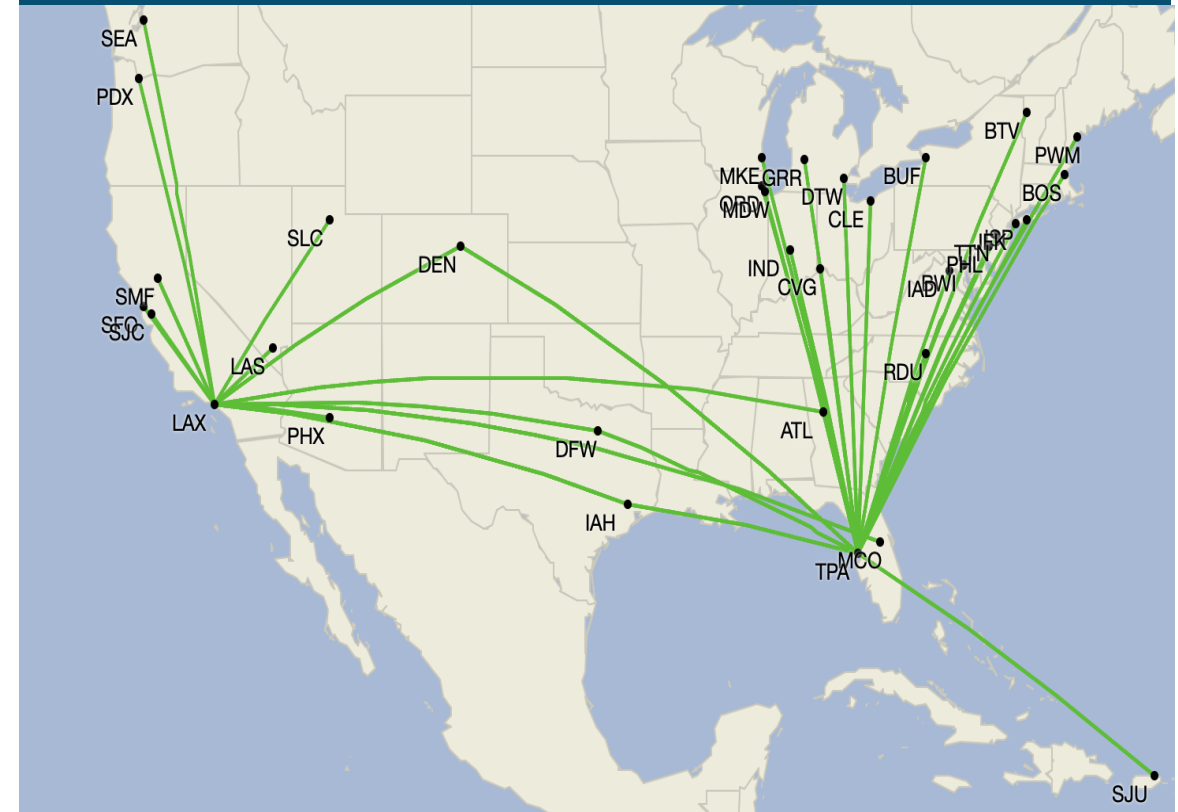 SEA
PDX
BTV
PWM
MKE
GRR
BUF
DTW
BOS
ORD
MDW
CLE
SLC
DEN
ISP
JFK
TTN
PHL
IND
CVG
BWI
IAD
SMF
SFO
SJC
LAS
RDU
LAX
PHX
ATL
DFW
IAH
MCO
TPA
SJU